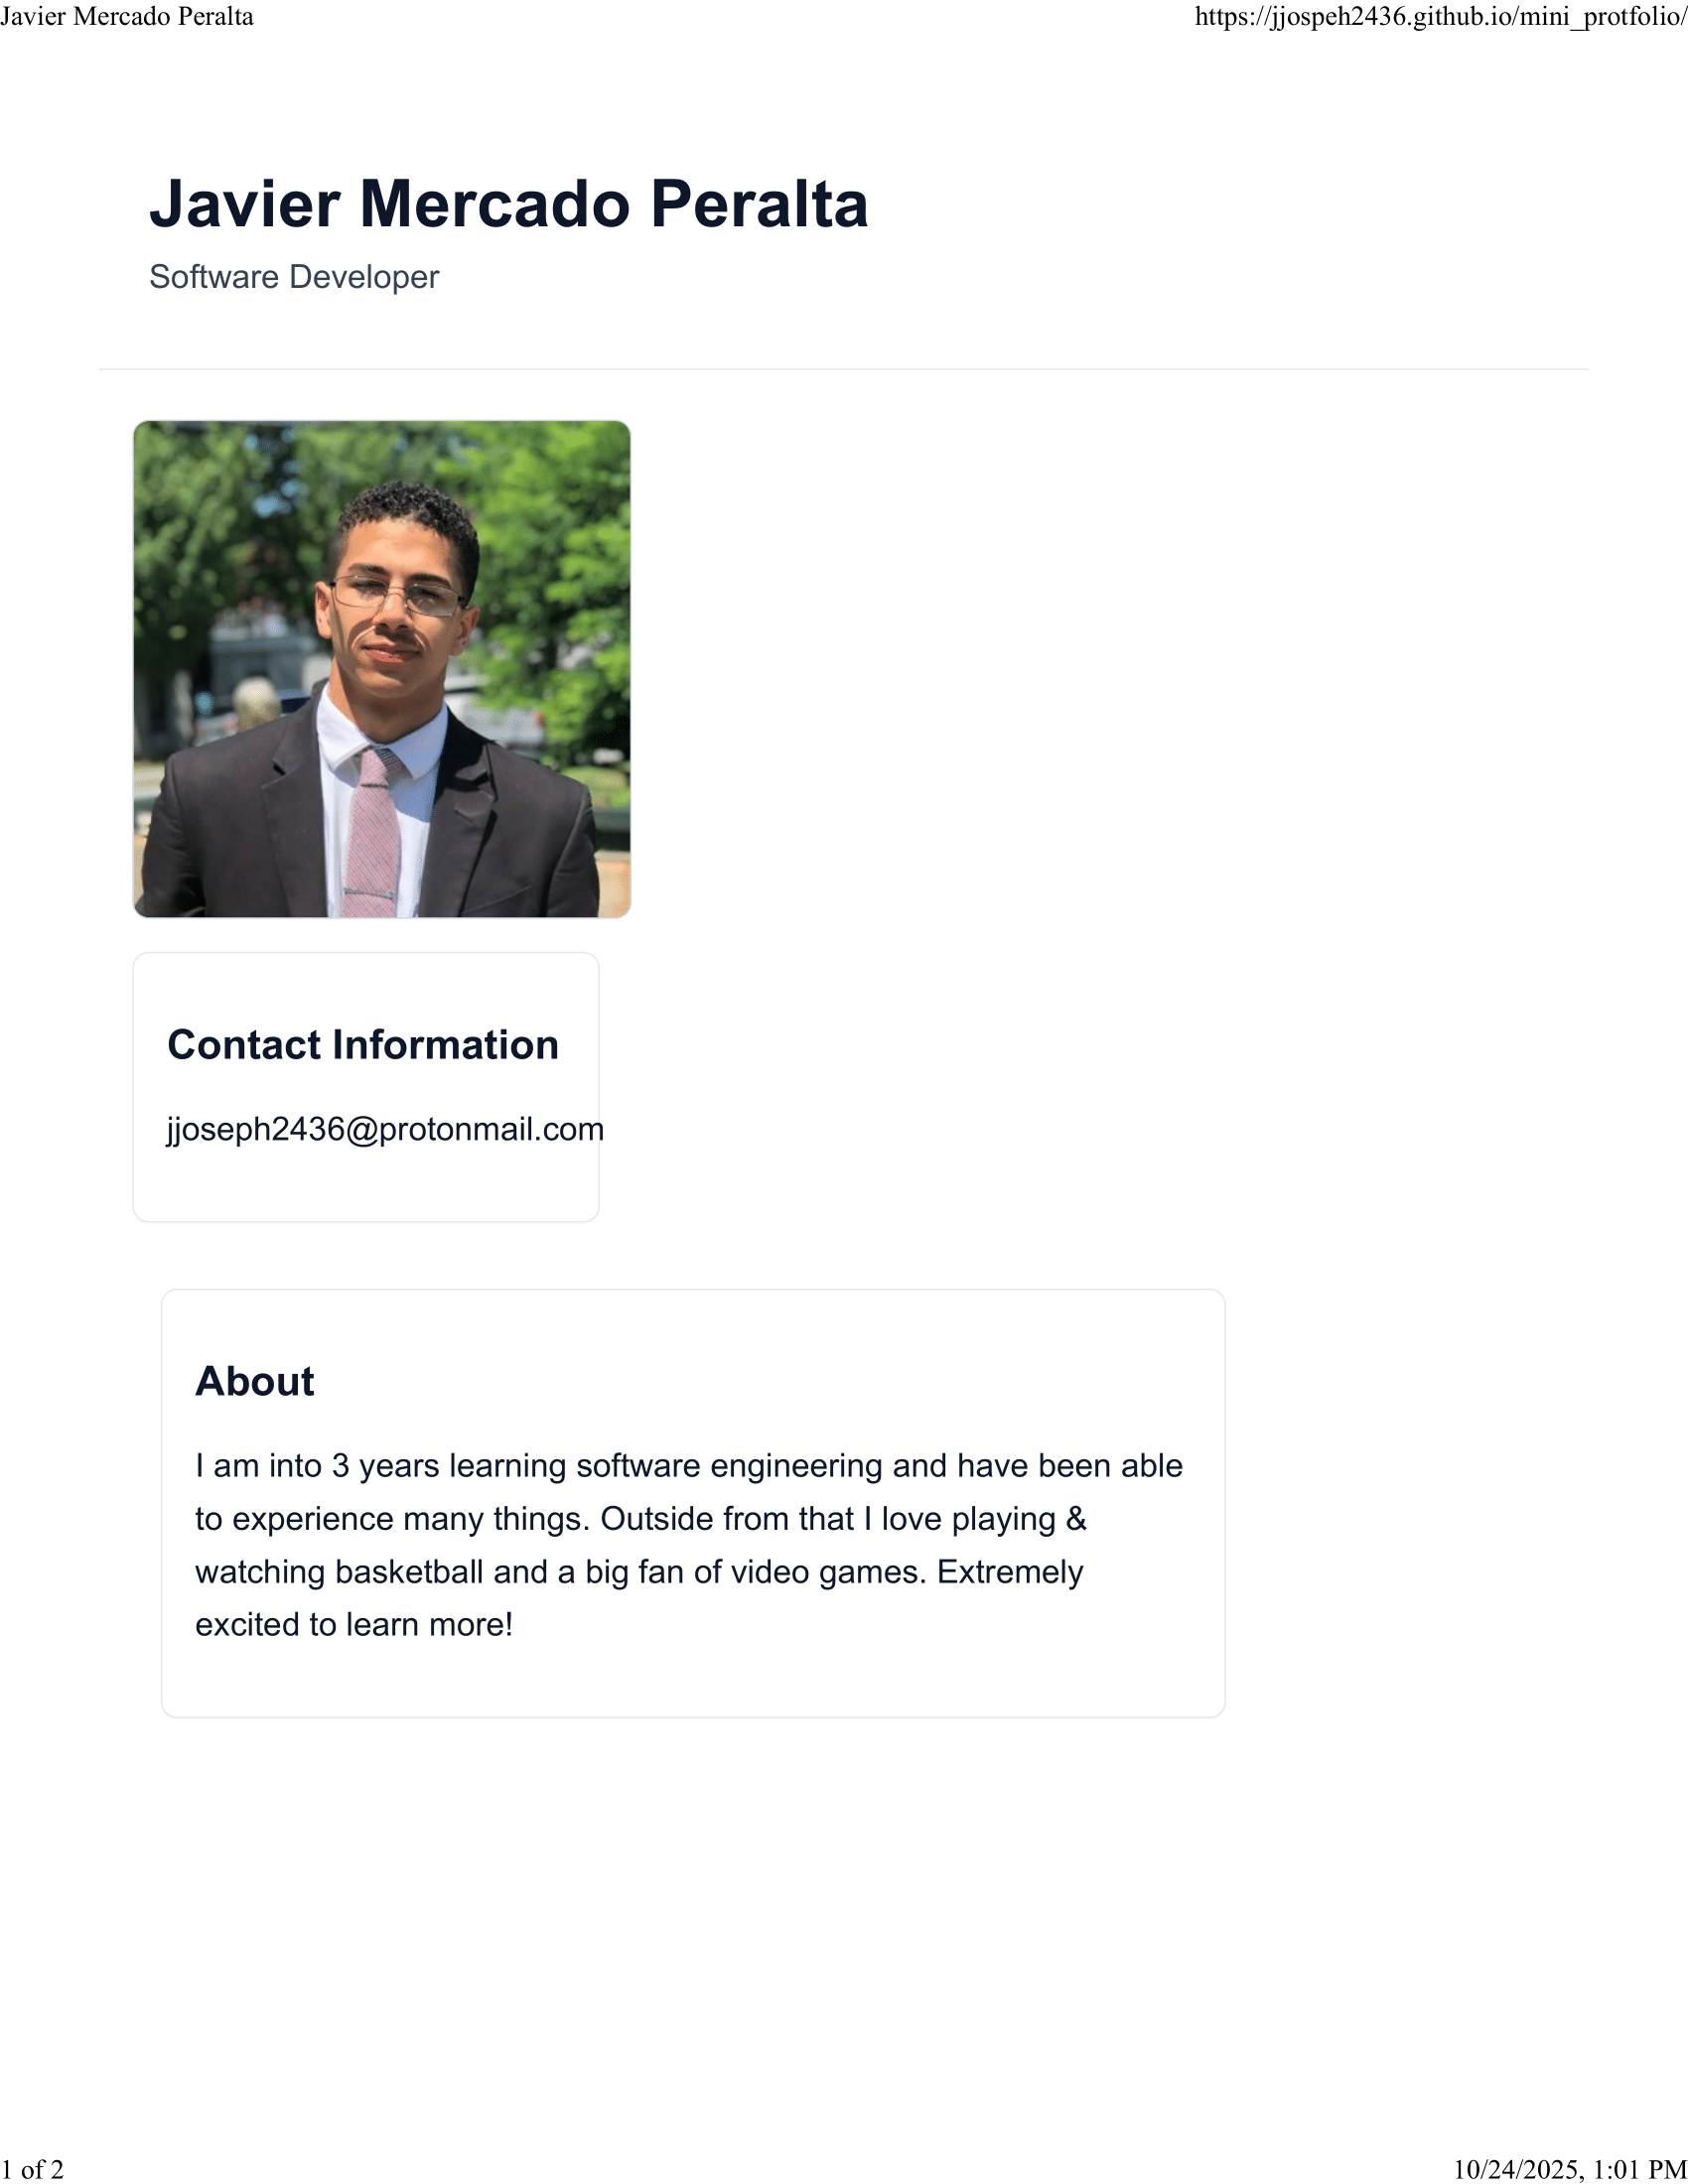 Javier Mercado Peralta
https://jjospeh2436.github.io/mini_protfolio/
Javier Mercado Peralta
Software Developer
Contact Information
jjoseph2436@protonmail.com
About
I am into 3 years learning software engineering and have been able
to experience many things. Outside from that I love playing &
watching basketball and a big fan of video games. Extremely
excited to learn more!
1 of 2
10/24/2025, 1:01 PM